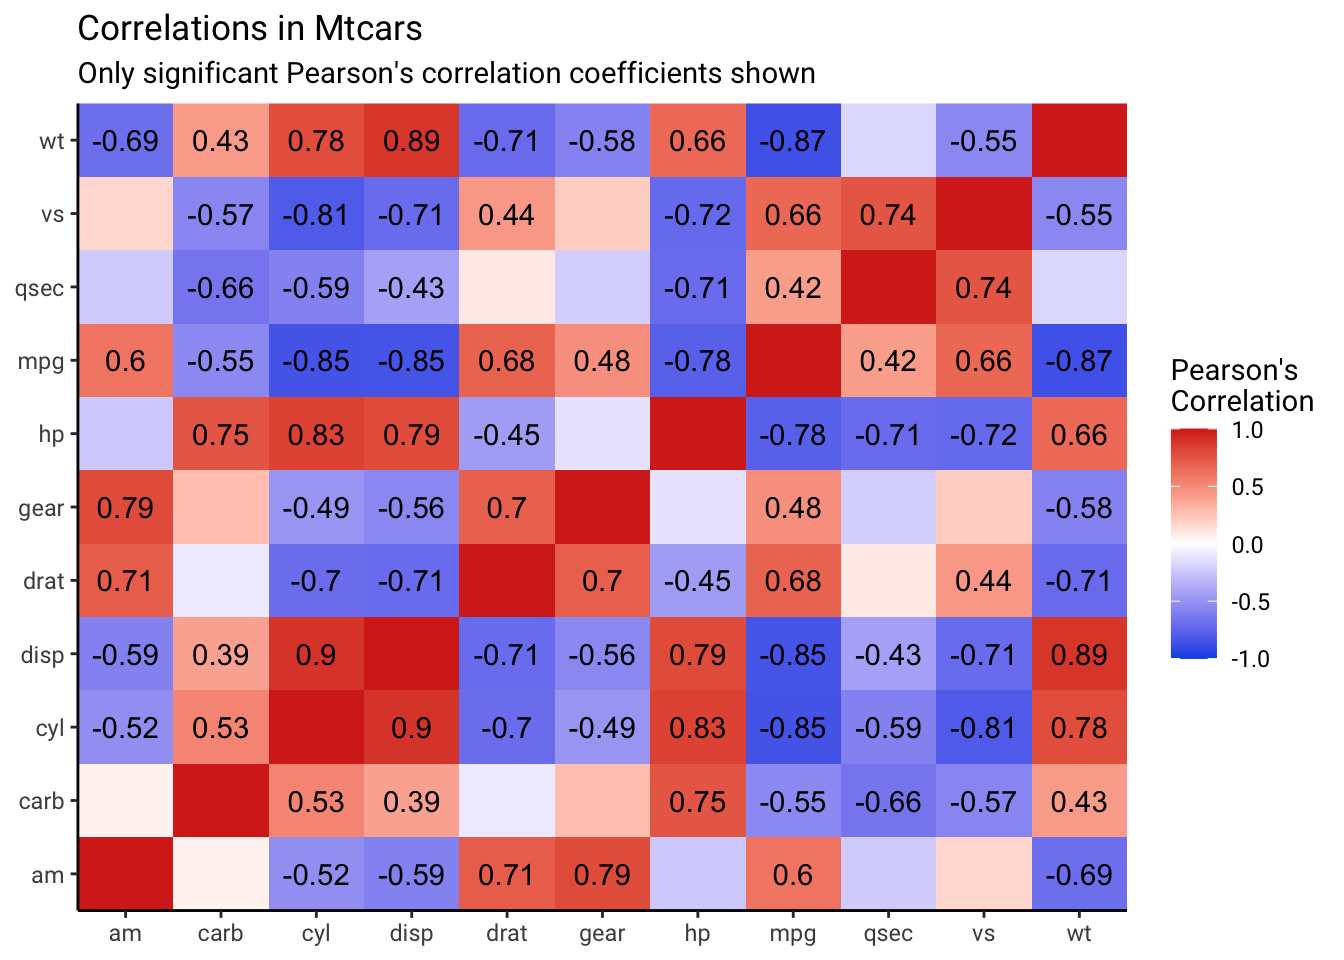 Correlations in Mtcars
Only significant Pearson's correlation coefficients shown
wt -0.69 0.43 0.78 0.89 -0.71 -0.58 0.66 -0.87 -0.55
vs -0.57 -0.81 -0.71 0.44 -0.72 0.66 0.74 -0.55
qsec -0.66 -0.59 -0.43 -0.71 0.42 0.74
mpg 0.6 -0.55 -0.85 -0.85 0.68 0.48 -0.78 0.42 0.66 -0.87
hp 0.75 0.83 0.79 -0.45 -0.78 -0.71 -0.72 0.66
gear 0.79 -0.49 -0.56 0.7 0.48 -0.58
drat 0.71 -0.7 -0.71 0.7 -0.45 0.68 0.44 -0.71
disp -0.59 0.39 0.9 -0.71 -0.56 0.79 -0.85 -0.43 -0.71 0.89
cyl -0.52 0.53 0.9 -0.7 -0.49 0.83 -0.85 -0.59 -0.81 0.78
carb 0.53 0.39 0.75 -0.55 -0.66 -0.57 0.43
am -0.52 -0.59 0.71 0.79 0.6 -0.69
am carb cyl disp drat gear hp mpg qsec vs wt
Pearson's
Correlation
1.0
0.5
0.0
-0.5
-1.0